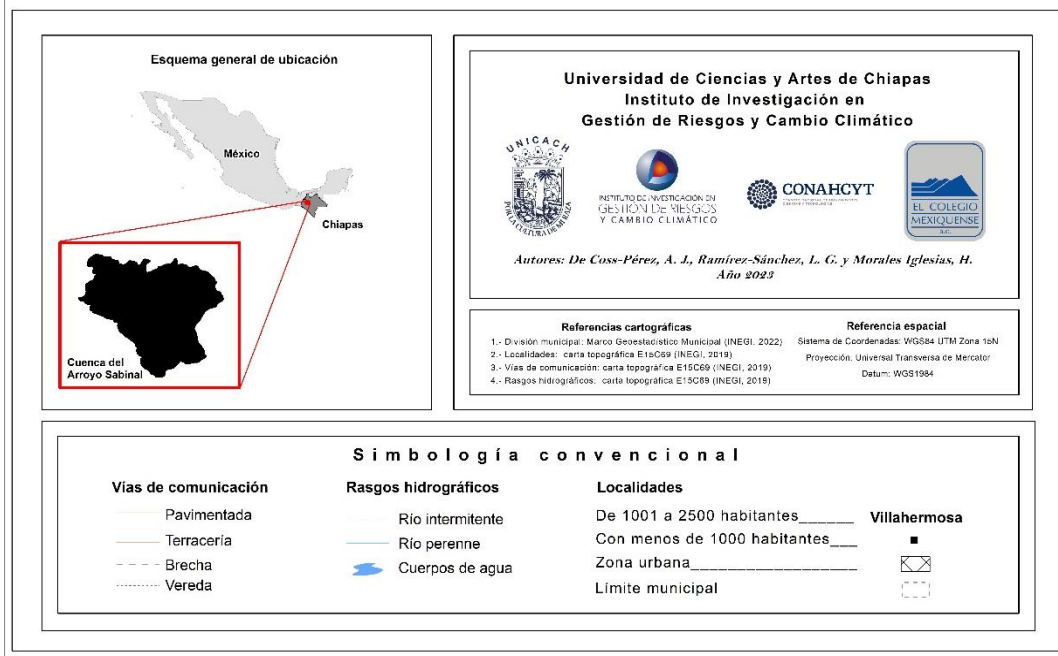 Esquema general de ubicación
México
Chiapas
Cuenca del
Arroyo Sabinal
Universidad de Ciencias y Artes de Chiapas
Instituto de Investigación en
Gestión de Riesgos y Cambio Climático
UNICACH
POR LA CULTURA DE MI RAZA
INSTITUTO DE INVESTIGACIÓN EN
GESTIÓN DE RIESGOS
Y CAMBIO CLIMÁTICO
CONAHCYT
EL COLEGIO
MEXIQUENSE
A.C.
Autores: De Coss-Pérez, A. J., Ramírez-Sánchez, L. G. y Morales Iglesias, H.
Año 2023
Referencias cartográficas
1.- División municipal: Marco Geoestadístico Municipal (INEGI, 2022)
2.- Localidades: carta topográfica E15C69 (INEGI, 2019)
3.- Vías de comunicación: carta topográfica E15C69 (INEGI, 2019)
4.- Rasgos hidrográficos: carta topográfica E15C69 (INEGI, 2019)
Referencia espacial
Sistema de Coordenadas: WGS84 UTM Zona 15N
Proyección: Universal Transversa de Mercator
Datum: WGS1984
Simbología convencional
Vías de comunicación
Pavimentada
Terracería
Brecha
Vereda
Rasgos hidrográficos
Río intermitente
Río perenne
Cuerpos de agua
Localidades
De 1001 a 2500 habitantes______ Villahermosa
Con menos de 1000 habitantes___
Zona urbana__________________
Límite municipal